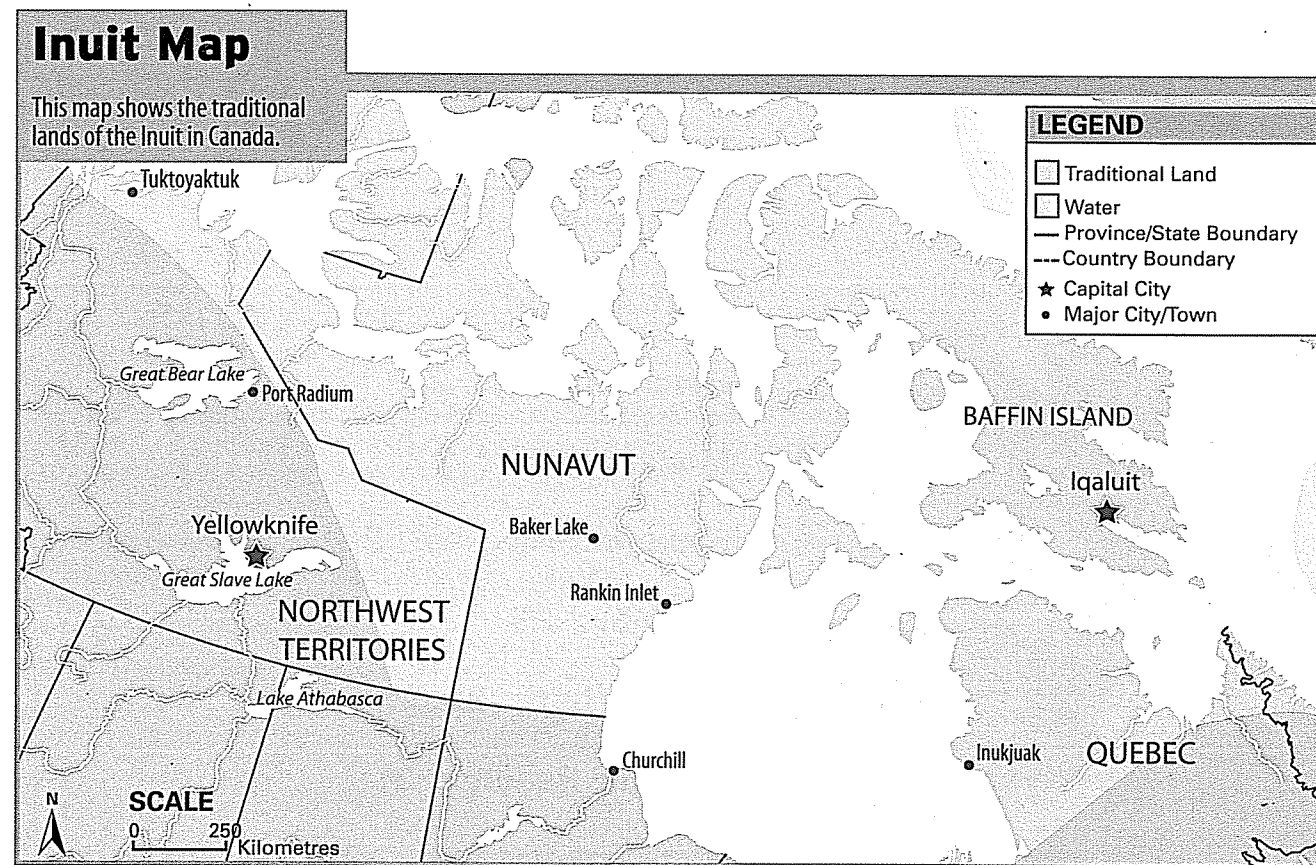 Inuit Map
This map shows the traditional
lands of the Inuit in Canada.
LEGEND
Traditional Land
Water
Province/State Boundary
Country Boundary
Capital City
Major City/Town
Tuktoyaktuk
Great Bear Lake
Port Radium
BAFFIN ISLAND
NUNAVUT
Iqaluit
Yellowknife
Baker Lake
Great Slave Lake
Rankin Inlet
NORTHWEST
TERRITORIES
Lake Athabasca
Churchill
Inukjuak
QUEBEC
N
SCALE
0 250
Kilometres